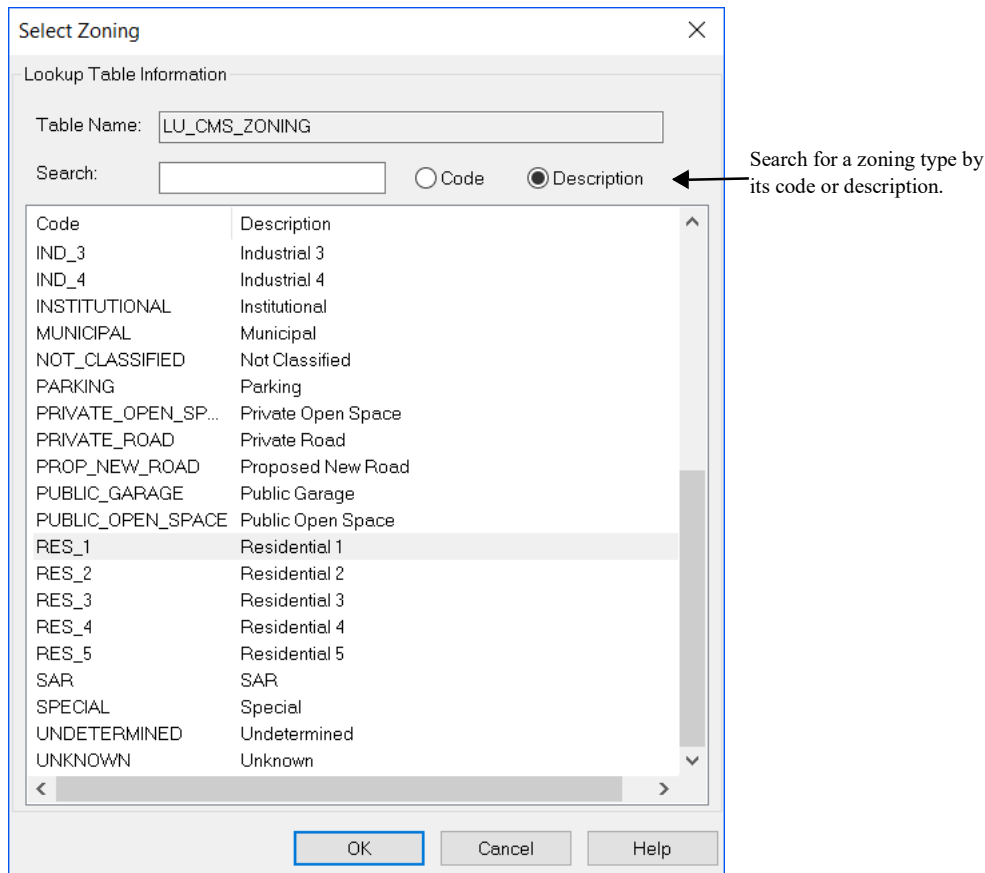 Select Zoning
Lookup Table Information
Table Name: LU_CMS_ZONING
Search: Code Description
Search for a zoning type by
its code or description.
Code Description
IND_3 Industrial 3
IND_4 Industrial 4
INSTITUTIONAL Institutional
MUNICIPAL Municipal
NOT_CLASSIFIED Not Classified
PARKING Parking
PRIVATE_OPEN_SP... Private Open Space
PRIVATE_ROAD Private Road
PROP_NEW_ROAD Proposed New Road
PUBLIC_GARAGE Public Garage
PUBLIC_OPEN_SPACE Public Open Space
RES_1 Residential 1
RES_2 Residential 2
RES_3 Residential 3
RES_4 Residential 4
RES_5 Residential 5
SAR SAR
SPECIAL Special
UNDETERMINED Undetermined
UNKNOWN Unknown
OK Cancel Help